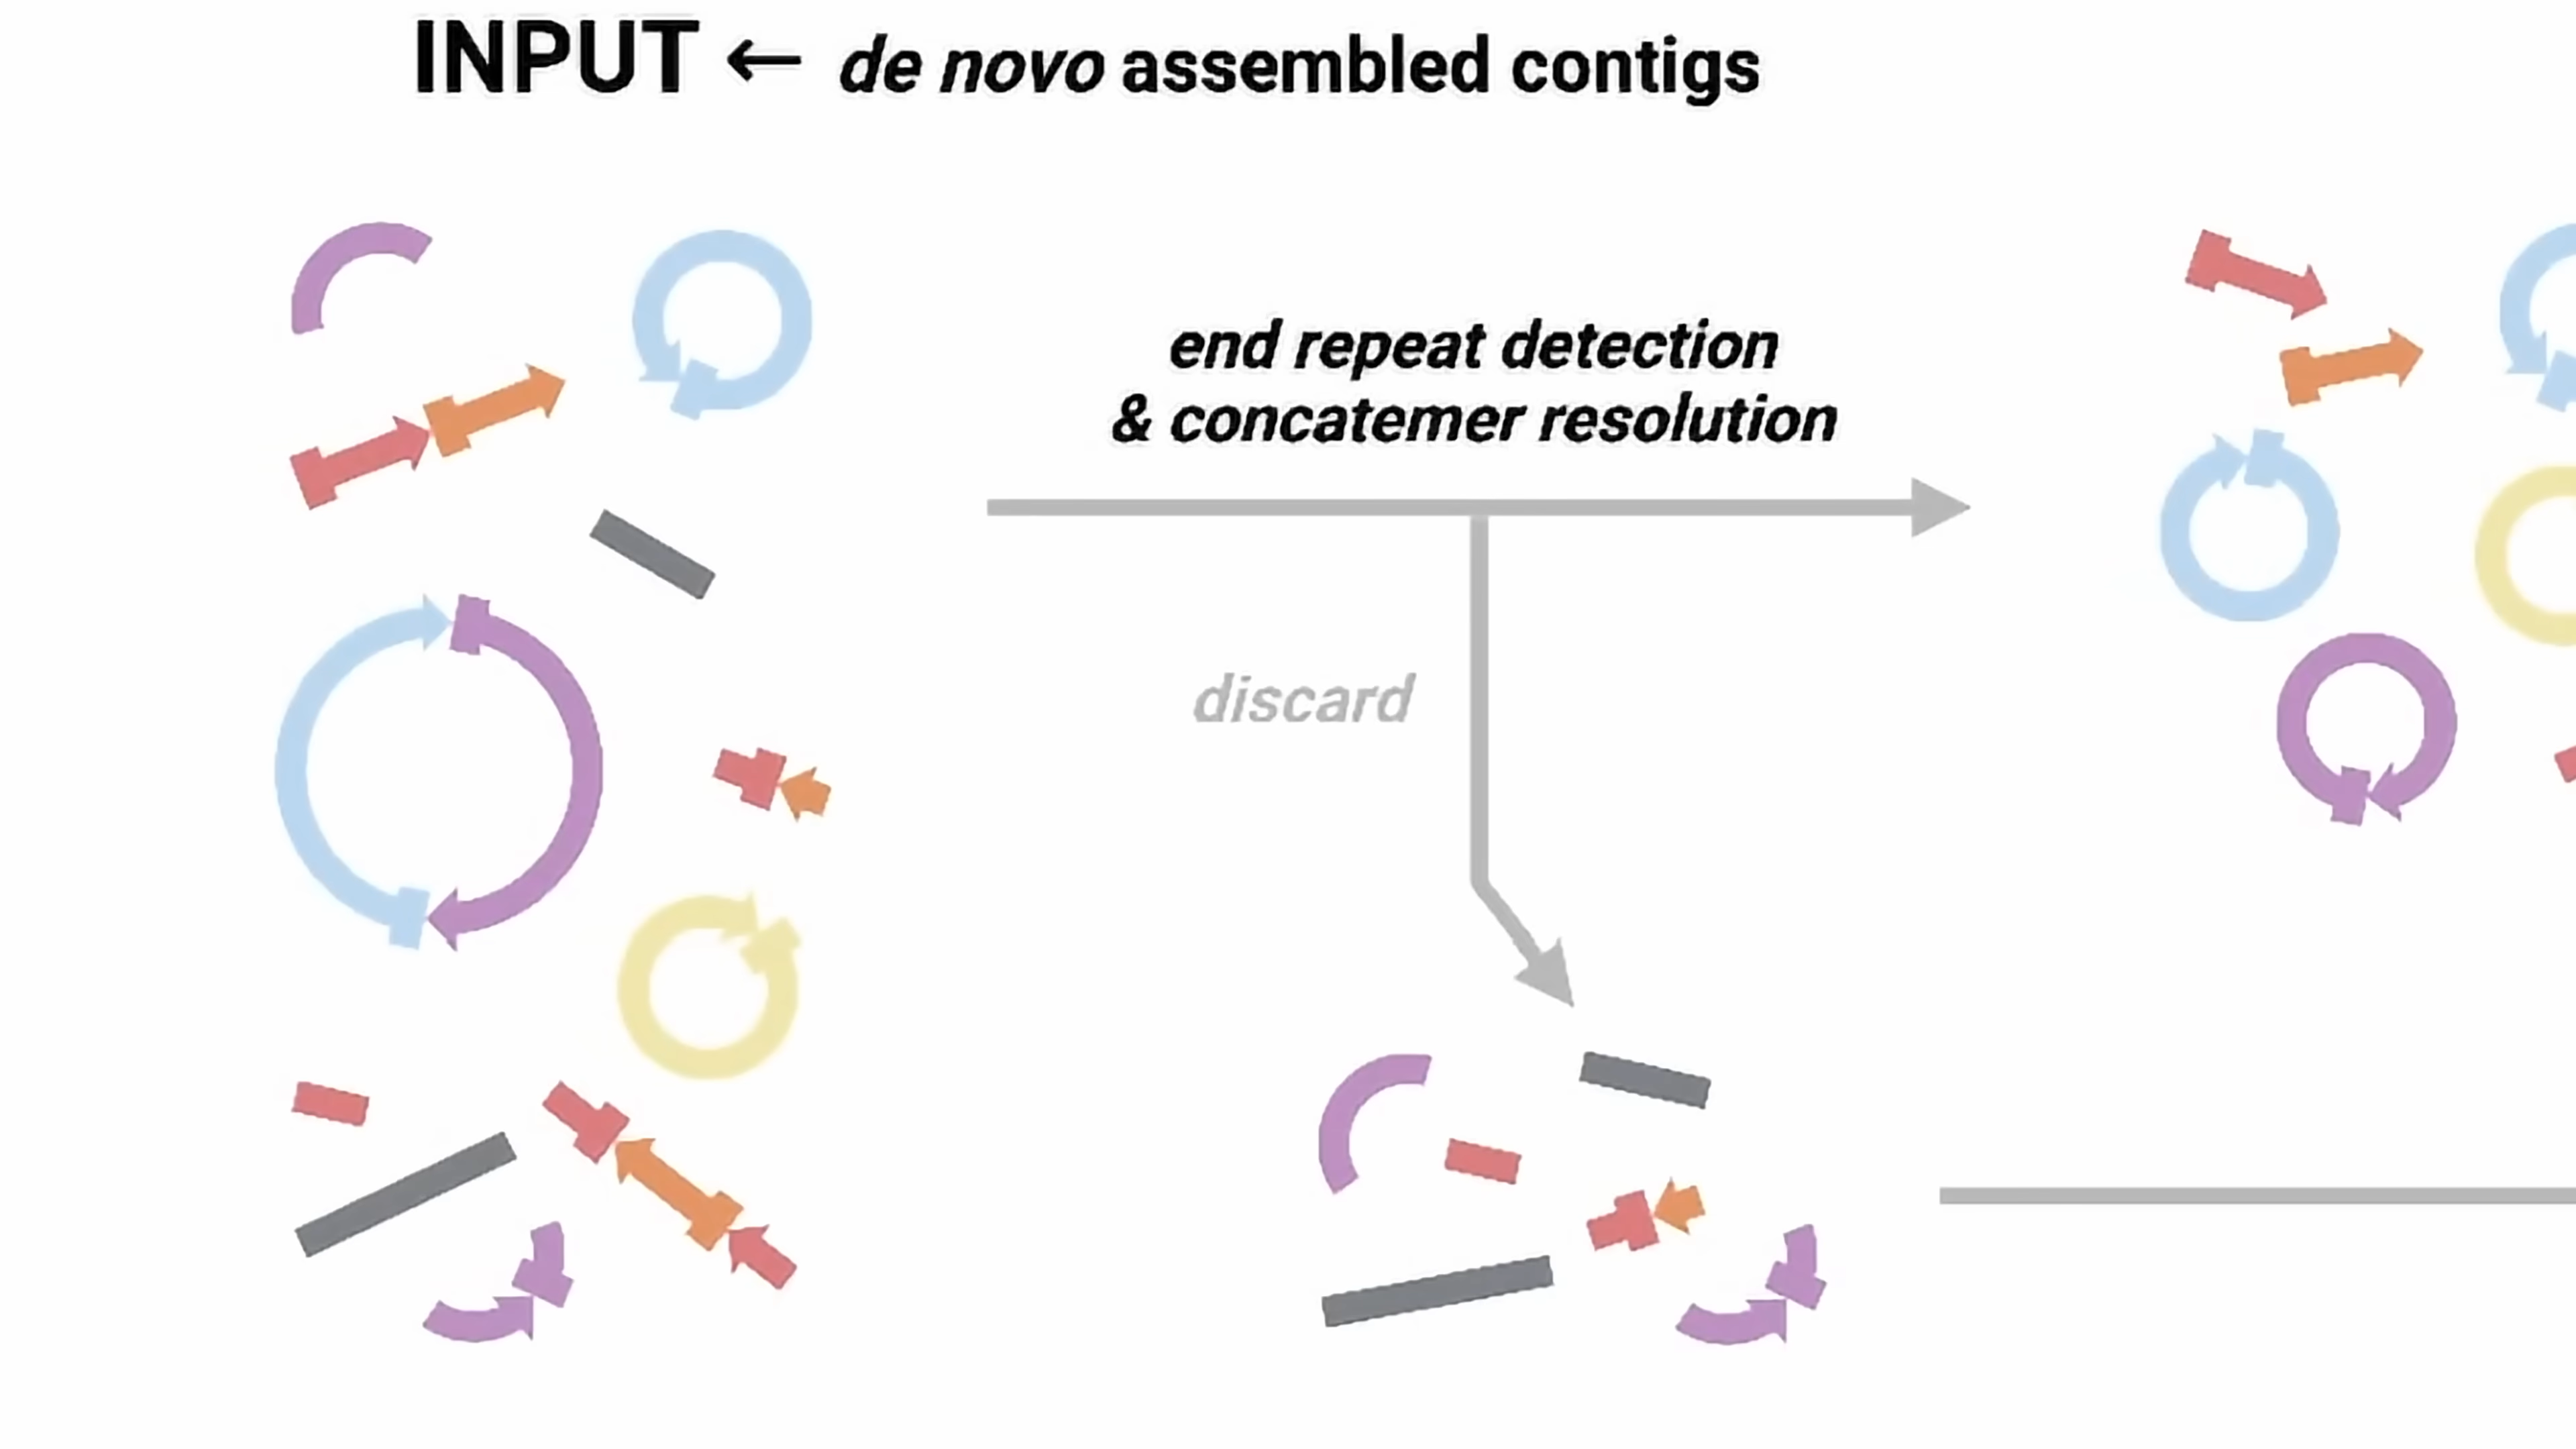 INPUT ← de novo assembled contigs
end repeat detection
& concatemer resolution
discard